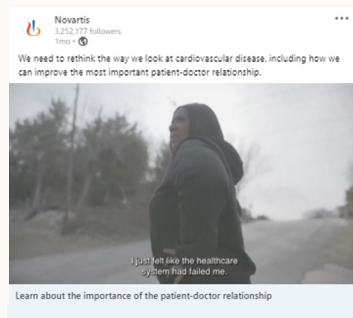 Novartis
3,252,177 followers
1mo •
We need to rethink the way we look at cardiovascular disease, including how we
can improve the most important patient-doctor relationship.
I just felt like the healthcare
system had failed me.
Learn about the importance of the patient-doctor relationship